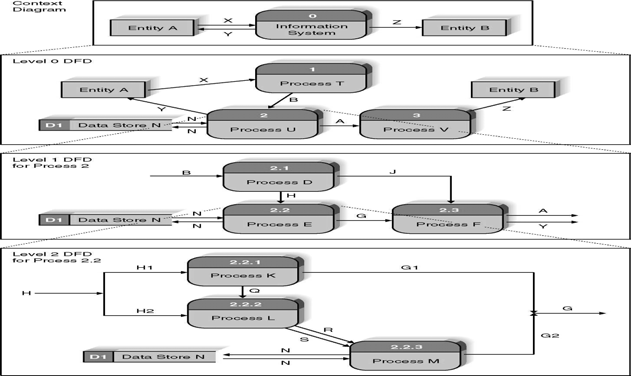 Context
Diagram
0
Information
System
Entity A
X
Y
Z
Entity B
Level 0 DFD
1
Process T
Entity A
X
Entity B
B
Y
Z
D1 Data Store N
N
N
2
Process U
A
3
Process V
Level 1 DFD
for Prcess 2
B
2.1
Process D
J
H
D1 Data Store N
N
N
2.2
Process E
G
2.3
Process F
A
Y
Level 2 DFD
for Prcess 2.2
H
H1
2.2.1
Process K
G1
Q
H2
2.2.2
Process L
G
R
S
G2
2.2.3
Process M
D1 Data Store N
N
N